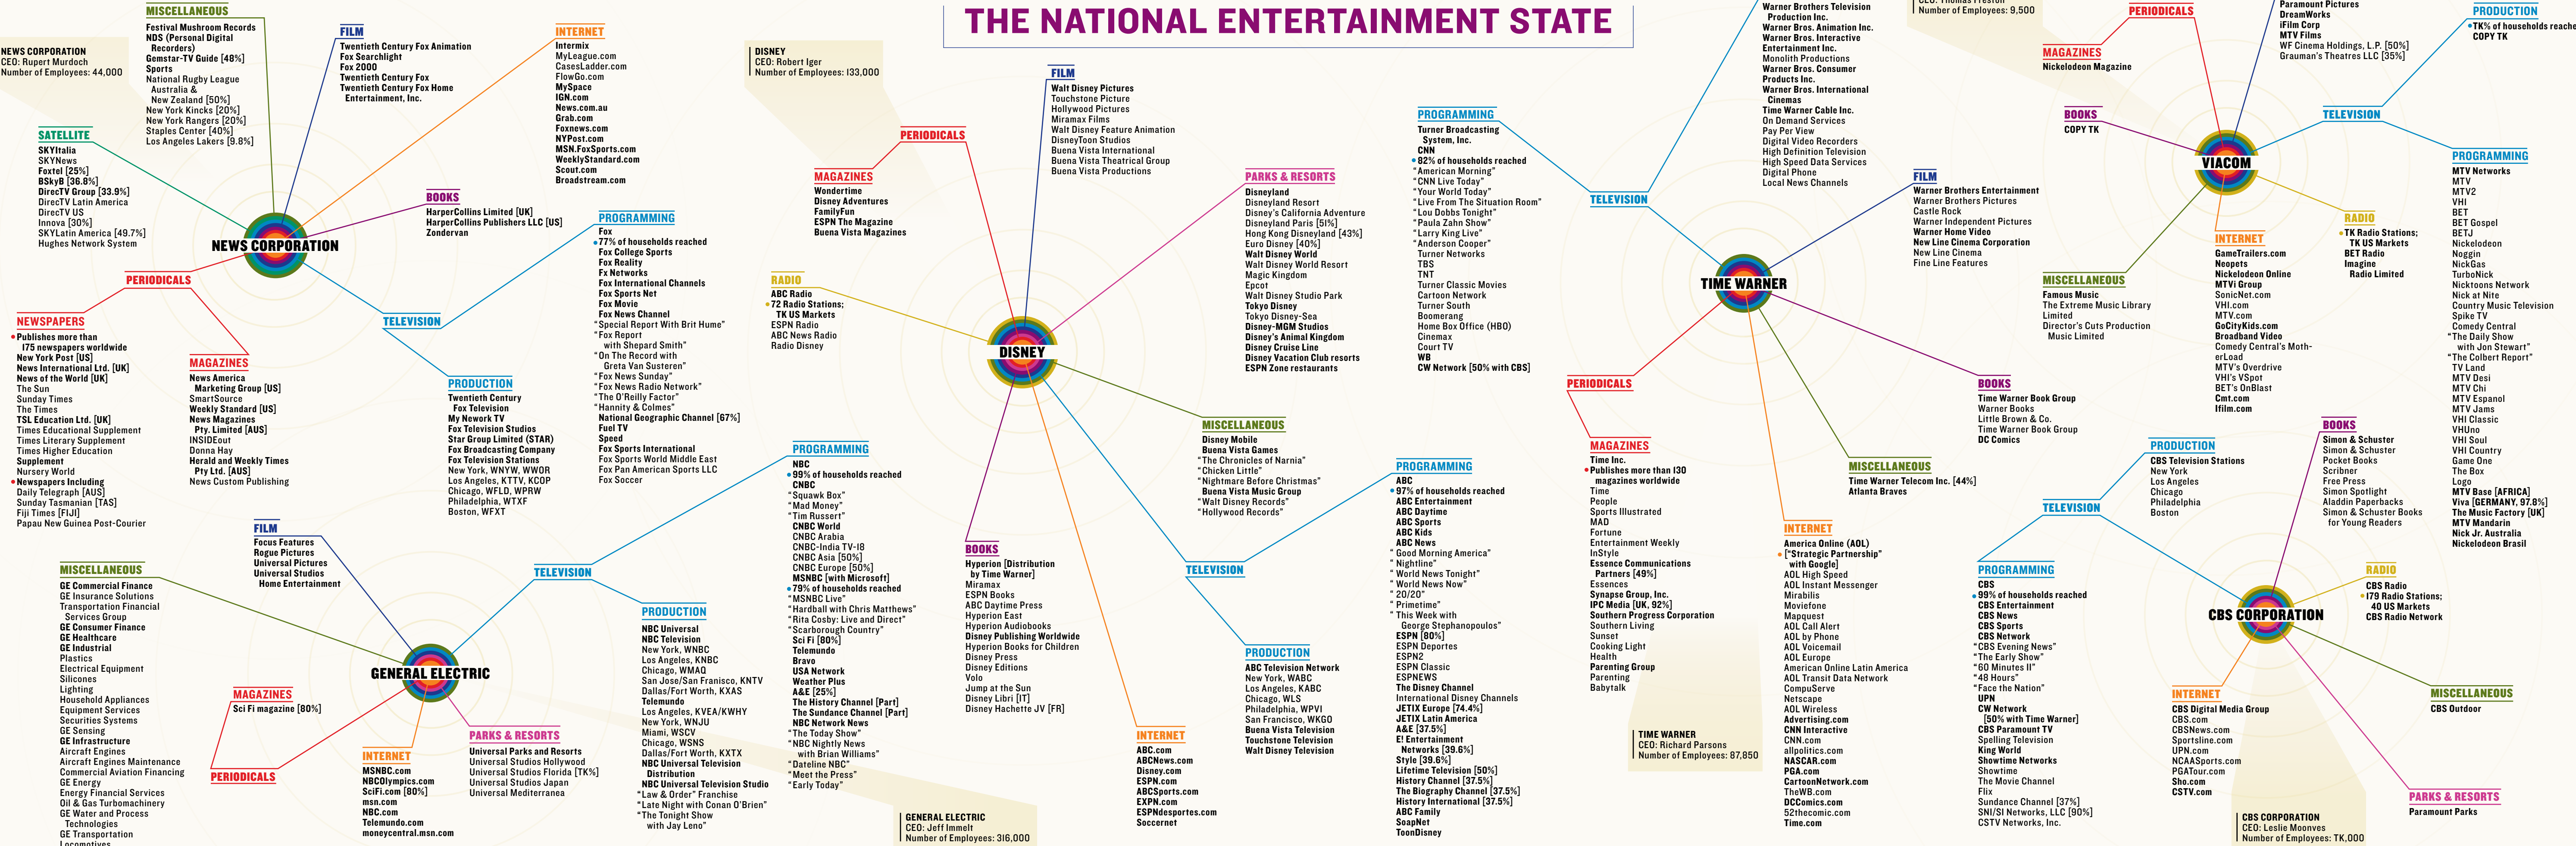 THE NATIONAL ENTERTAINMENT STATE
NEWS CORPORATION
CEO: Rupert Murdoch
Number of Employees: 44,000
MISCELLANEOUS
Festival Mushroom Records
NDS (Personal Digital
Recorders)
Gemstar-TV Guide [48%]
Sports
National Rugby League
Australia &
New Zealand [50%]
New York Kincks [20%]
New York Rangers [20%]
Staples Center [40%]
Los Angeles Lakers [9.8%]
FILM
Twentieth Century Fox Animation
Fox Searchlight
Fox 2000
Twentieth Century Fox
Twentieth Century Fox Home
Entertainment, Inc.
INTERNET
Intermix
MyLeague.com
CasesLadder.com
FlowGo.com
MySpace
IGN.com
News.com.au
Grab.com
Foxnews.com
NYPost.com
MSN.FoxSports.com
WeeklyStandard.com
Scout.com
Broadstream.com
SATELLITE
SKYItalia
SKYNews
Foxtel [25%]
BSkyB [36.8%]
DirecTV Group [33.9%]
DirecTV Latin America
DirecTV US
Innova [30%]
SKYLatin America [49.7%]
Hughes Network System
NEWS CORPORATION
BOOKS
HarperCollins Limited [UK]
HarperCollins Publishers LLC [US]
Zondervan
PERIODICALS
NEWSPAPERS
Publishes more than
175 newspapers worldwide
New York Post [US]
News International Ltd. [UK]
News of the World [UK]
The Sun
Sunday Times
The Times
TSL Education Ltd. [UK]
Times Educational Supplement
Times Literary Supplement
Times Higher Education
Supplement
Nursery World
Newspapers Including
Daily Telegraph [AUS]
Sunday Tasmanian [TAS]
Fiji Times [FIJI]
Papau New Guinea Post-Courier
MAGAZINES
News America
Marketing Group [US]
SmartSource
Weekly Standard [US]
News Magazines
Pty. Limited [AUS]
INSIDEout
Donna Hay
Herald and Weekly Times
Pty Ltd. [AUS]
News Custom Publishing
TELEVISION
PRODUCTION
Twentieth Century
Fox Television
My Nework TV
Fox Television Studios
Star Group Limited (STAR)
Fox Broadcasting Company
Fox Television Stations
New York, WNYW, WWOR
Los Angeles, KTTV, KCOP
Chicago, WFLD, WPRW
Philadelphia, WTXF
Boston, WFXT
PROGRAMMING
Fox
77% of households reached
Fox College Sports
Fox Reality
Fx Networks
Fox International Channels
Fox Sports Net
Fox Movie
Fox News Channel
"Special Report With Brit Hume"
"Fox Report
with Shepard Smith"
"On The Record with
Greta Van Susteren"
"Fox News Sunday"
"Fox News Radio Network"
"The O'Reilly Factor"
"Hannity & Colmes"
National Geographic Channel [67%]
Fuel TV
Speed
Fox Sports International
Fox Sports World Middle East
Fox Pan American Sports LLC
Fox Soccer
GENERAL ELECTRIC
FILM
Focus Features
Rogue Pictures
Universal Pictures
Universal Studios
Home Entertainment
MISCELLANEOUS
GE Commercial Finance
GE Insurance Solutions
Transportation Financial
Services Group
GE Consumer Finance
GE Healthcare
GE Industrial
Plastics
Electrical Equipment
Silicones
Lighting
Household Appliances
Equipment Services
Securities Systems
GE Sensing
GE Infrastructure
Aircraft Engines
Aircraft Engines Maintenance
Commercial Aviation Financing
GE Energy
Energy Financial Services
Oil & Gas Turbomachinery
GE Water and Process
Technologies
GE Transportation
Locomotives
MAGAZINES
Sci Fi magazine [80%]
PERIODICALS
INTERNET
MSNBC.com
NBCOlympics.com
SciFi.com [80%]
msn.com
NBC.com
Telemundo.com
moneycentral.msn.com
PARKS & RESORTS
Universal Parks and Resorts
Universal Studios Hollywood
Universal Studios Florida [TK%]
Universal Studios Japan
Universal Mediterranea
TELEVISION
PRODUCTION
NBC Universal
NBC Television
New York, WNBC
Los Angeles, KNBC
Chicago, WMAQ
San Jose/San Franisco, KNTV
Dallas/Fort Worth, KXAS
Telemundo
Los Angeles, KVEA/KWHY
New York, WNJU
Miami, WSCV
Chicago, WSNS
Dallas/Fort Worth, KXTX
NBC Universal Television
Distribution
NBC Universal Television Studio
"Law & Order" Franchise
"Late Night with Conan O'Brien"
"The Tonight Show
with Jay Leno"
PROGRAMMING
NBC
99% of households reached
CNBC
"Squawk Box"
"Mad Money"
"Tim Russert"
CNBC World
CNBC Arabia
CNBC-India TV-18
CNBC Asia [50%]
CNBC Europe [50%]
MSNBC [with Microsoft]
79% of households reached
"MSNBC Live"
"Hardball with Chris Matthews"
"Rita Cosby: Live and Direct"
"Scarborough Country"
Sci Fi [80%]
Telemundo
Bravo
USA Network
Weather Plus
A&E [25%]
The History Channel [Part]
The Sundance Channel [Part]
NBC Network News
"The Today Show"
"NBC Nightly News
with Brian Williams"
"Dateline NBC"
"Meet the Press"
"Early Today"
GENERAL ELECTRIC
CEO: Jeff Immelt
Number of Employees: 316,000
DISNEY
CEO: Robert Iger
Number of Employees: 133,000
FILM
Walt Disney Pictures
Touchstone Picture
Hollywood Pictures
Miramax Films
Walt Disney Feature Animation
DisneyToon Studios
Buena Vista International
Buena Vista Theatrical Group
Buena Vista Productions
PERIODICALS
MAGAZINES
Wondertime
Disney Adventures
FamilyFun
ESPN The Magazine
Buena Vista Magazines
RADIO
ABC Radio
72 Radio Stations;
TK US Markets
ESPN Radio
ABC News Radio
Radio Disney
DISNEY
PARKS & RESORTS
Disneyland
Disneyland Resort
Disney's California Adventure
Disneyland Paris [51%]
Hong Kong Disneyland [43%]
Euro Disney [40%]
Walt Disney World
Walt Disney World Resort
Magic Kingdom
Epcot
Walt Disney Studio Park
Tokyo Disney
Tokyo Disney-Sea
Disney-MGM Studios
Disney's Animal Kingdom
Disney Cruise Line
Disney Vacation Club resorts
ESPN Zone restaurants
MISCELLANEOUS
Disney Mobile
Buena Vista Games
"The Chronicles of Narnia"
"Chicken Little"
"Nightmare Before Christmas"
Buena Vista Music Group
"Walt Disney Records"
"Hollywood Records"
BOOKS
Hyperion [Distribution
by Time Warner]
Miramax
ESPN Books
ABC Daytime Press
Hyperion East
Hyperion Audiobooks
Disney Publishing Worldwide
Hyperion Books for Children
Disney Press
Disney Editions
Volo
Jump at the Sun
Disney Libri [IT]
Disney Hachette JV [FR]
INTERNET
ABC.com
ABCNews.com
Disney.com
ESPN.com
ABCSports.com
EXPN.com
ESPNdesportes.com
Soccernet
TELEVISION
PRODUCTION
ABC Television Network
New York, WABC
Los Angeles, KABC
Chicago, WLS
Philadelphia, WPVI
San Francisco, WKGO
Buena Vista Television
Touchstone Television
Walt Disney Television
PROGRAMMING
ABC
97% of households reached
ABC Entertainment
ABC Daytime
ABC Sports
ABC Kids
ABC News
" Good Morning America"
" Nightline"
" World News Tonight"
" World News Now"
" 20/20"
" Primetime"
" This Week with
George Stephanopoulos"
ESPN [80%]
ESPN Deportes
ESPN2
ESPN Classic
ESPNEWS
The Disney Channel
International Disney Channels
JETIX Europe [74.4%]
JETIX Latin America
A&E [37.5%]
E! Entertainment
Networks [39.6%]
Style [39.6%]
Lifetime Television [50%]
History Channel [37.5%]
The Biography Channel [37.5%]
History International [37.5%]
ABC Family
SoapNet
ToonDisney
PROGRAMMING
Turner Broadcasting
System, Inc.
CNN
82% of households reached
"American Morning"
"CNN Live Today"
"Your World Today"
"Live From The Situation Room"
"Lou Dobbs Tonight"
"Paula Zahn Show"
"Larry King Live"
"Anderson Cooper"
Turner Networks
TBS
TNT
Turner Classic Movies
Cartoon Network
Turner South
Boomerang
Home Box Office (HBO)
Cinemax
Court TV
WB
CW Network [50% with CBS]
TELEVISION
Warner Brothers Television
Production Inc.
Warner Bros. Animation Inc.
Warner Bros. Interactive
Entertainment Inc.
Monolith Productions
Warner Bros. Consumer
Products Inc.
Warner Bros. International
Cinemas
Time Warner Cable Inc.
On Demand Services
Pay Per View
Digital Video Recorders
High Definition Television
High Speed Data Services
Digital Phone
Local News Channels
FILM
Warner Brothers Entertainment
Warner Brothers Pictures
Castle Rock
Warner Independent Pictures
Warner Home Video
New Line Cinema Corporation
New Line Cinema
Fine Line Features
TIME WARNER
PERIODICALS
MAGAZINES
Time Inc.
Publishes more than 130
magazines worldwide
Time
People
Sports Illustrated
MAD
Fortune
Entertainment Weekly
InStyle
Essence Communications
Partners [49%]
Essences
Synapse Group, Inc.
IPC Media [UK, 92%]
Southern Progress Corporation
Southern Living
Sunset
Cooking Light
Health
Parenting Group
Parenting
Babytalk
TIME WARNER
CEO: Richard Parsons
Number of Employees: 87,850
BOOKS
Time Warner Book Group
Warner Books
Little Brown & Co.
Time Warner Book Group
DC Comics
MISCELLANEOUS
Time Warner Telecom Inc. [44%]
Atlanta Braves
INTERNET
America Online (AOL)
["Strategic Partnership"
with Google]
AOL High Speed
AOL Instant Messenger
Mirabilis
Moviefone
Mapquest
AOL Call Alert
AOL by Phone
AOL Voicemail
AOL Europe
American Online Latin America
AOL Transit Data Network
CompuServe
Netscape
AOL Wireless
Advertising.com
CNN Interactive
CNN.com
allpolitics.com
NASCAR.com
PGA.com
CartoonNetwork.com
TheWB.com
DCComics.com
52thecomic.com
Time.com
CEO: Thomas Freston
Number of Employees: 9,500
PERIODICALS
MAGAZINES
Nickelodeon Magazine
BOOKS
COPY TK
Paramount Pictures
DreamWorks
iFilm Corp
MTV Films
WF Cinema Holdings, L.P. [50%]
Grauman's Theatres LLC [35%]
PRODUCTION
TK% of households reache
COPY TK
TELEVISION
VIACOM
PROGRAMMING
MTV Networks
MTV
MTV2
VH1
BET
BET Gospel
BETJ
Nickelodeon
Noggin
NickGas
TurboNick
Nicktoons Network
Nick at Nite
Country Music Television
Spike TV
Comedy Central
"The Daily Show
with Jon Stewart"
"The Colbert Report"
TV Land
MTV Desi
MTV Chi
MTV Espanol
MTV Jams
VH1 Classic
VHUno
VH1 Soul
VH1 Country
Game One
The Box
Logo
MTV Base [AFRICA]
Viva [GERMANY, 97.8%]
The Music Factory [UK]
MTV Mandarin
Nick Jr. Australia
Nickelodeon Brasil
RADIO
TK Radio Stations;
TK US Markets
BET Radio
Imagine
Radio Limited
INTERNET
GameTrailers.com
Neopets
Nickelodeon Online
MTVi Group
SonicNet.com
VH1.com
MTV.com
GoCityKids.com
Broadband Video
Comedy Central's Moth-
erLoad
MTV's Overdrive
VH1's VSpot
BET's OnBlast
Cmt.com
Ifilm.com
MISCELLANEOUS
Famous Music
The Extreme Music Library
Limited
Director's Cuts Production
Music Limited
BOOKS
Simon & Schuster
Simon & Schuster
Pocket Books
Scribner
Free Press
Simon Spotlight
Aladdin Paperbacks
Simon & Schuster Books
for Young Readers
PRODUCTION
CBS Television Stations
New York
Los Angeles
Chicago
Philadelphia
Boston
TELEVISION
PROGRAMMING
CBS
99% of households reached
CBS Entertainment
CBS News
CBS Sports
CBS Network
"CBS Evening News"
"The Early Show"
"60 Minutes II"
"48 Hours"
"Face the Nation"
UPN
CW Network
[50% with Time Warner]
CBS Paramount TV
Spelling Television
King World
Showtime Networks
Showtime
The Movie Channel
Flix
Sundance Channel [37%]
SNI/SI Networks, LLC [90%]
CSTV Networks, Inc.
CBS CORPORATION
RADIO
CBS Radio
179 Radio Stations;
40 US Markets
CBS Radio Network
INTERNET
CBS Digital Media Group
CBS.com
CBSNews.com
Sportsline.com
UPN.com
NCAASports.com
PGATour.com
Sho.com
CSTV.com
MISCELLANEOUS
CBS Outdoor
PARKS & RESORTS
Paramount Parks
CBS CORPORATION
CEO: Leslie Moonves
Number of Employees: TK,000